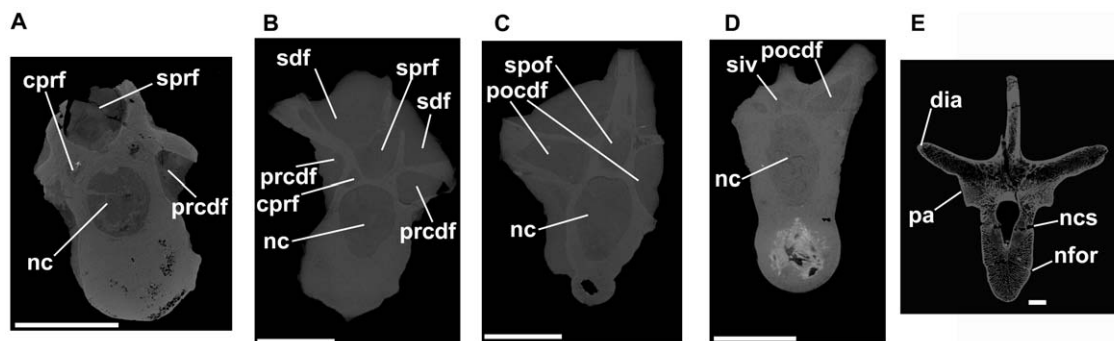 A
B
C
D
E
cprf
sprf
prcdf
nc
sdf
sprf
sdf
prcdf
cprf
prcdf
nc
spof
pocdf
nc
siv
pocdf
nc
dia
pa
ncs
nfor